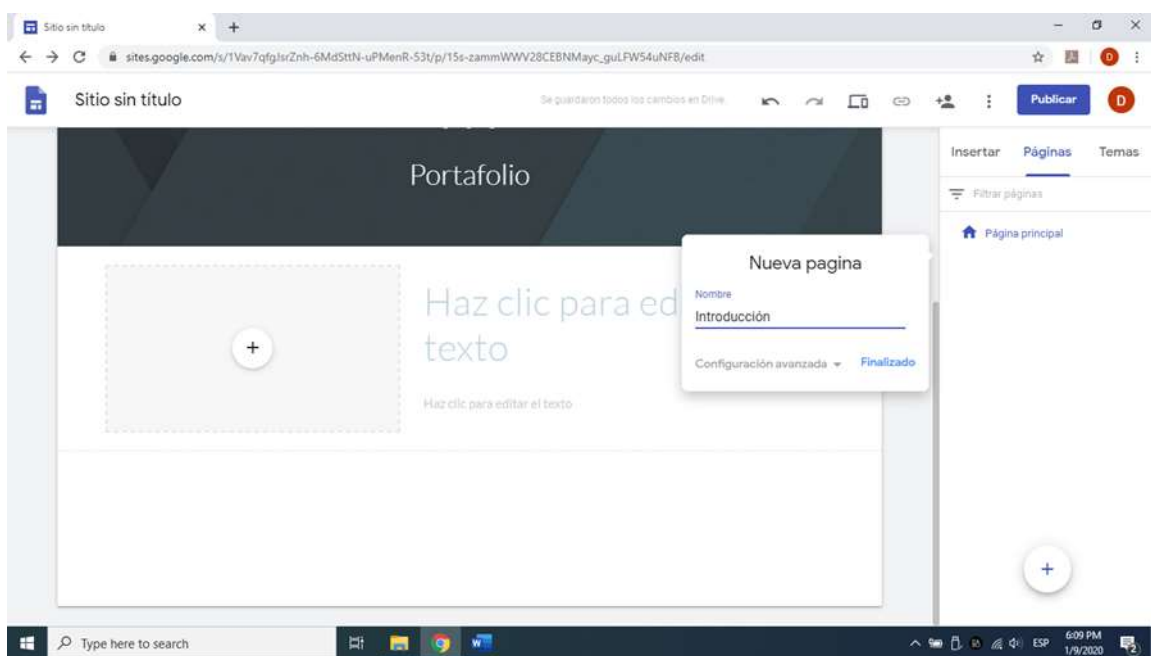 Sitio sin título
sites.google.com/s/1Vav7qfgJsrZnh-6MdSttN-uPMenR-53t/p/15s-zammWWV28CEBNMayc_guLFW54uNFB/edit
D
Sitio sin título
Se guardaron todos los cambios en Drive
Publicar
D
Insertar Páginas Temas
Portafolio
Filtrar páginas
Página principal
Nueva pagina
Nombre
Introducción
Configuración avanzada Finalizado
Haz clic para ed
texto
Haz clic para editar el texto
Type here to search
ESP
6:09 PM
1/9/2020
2